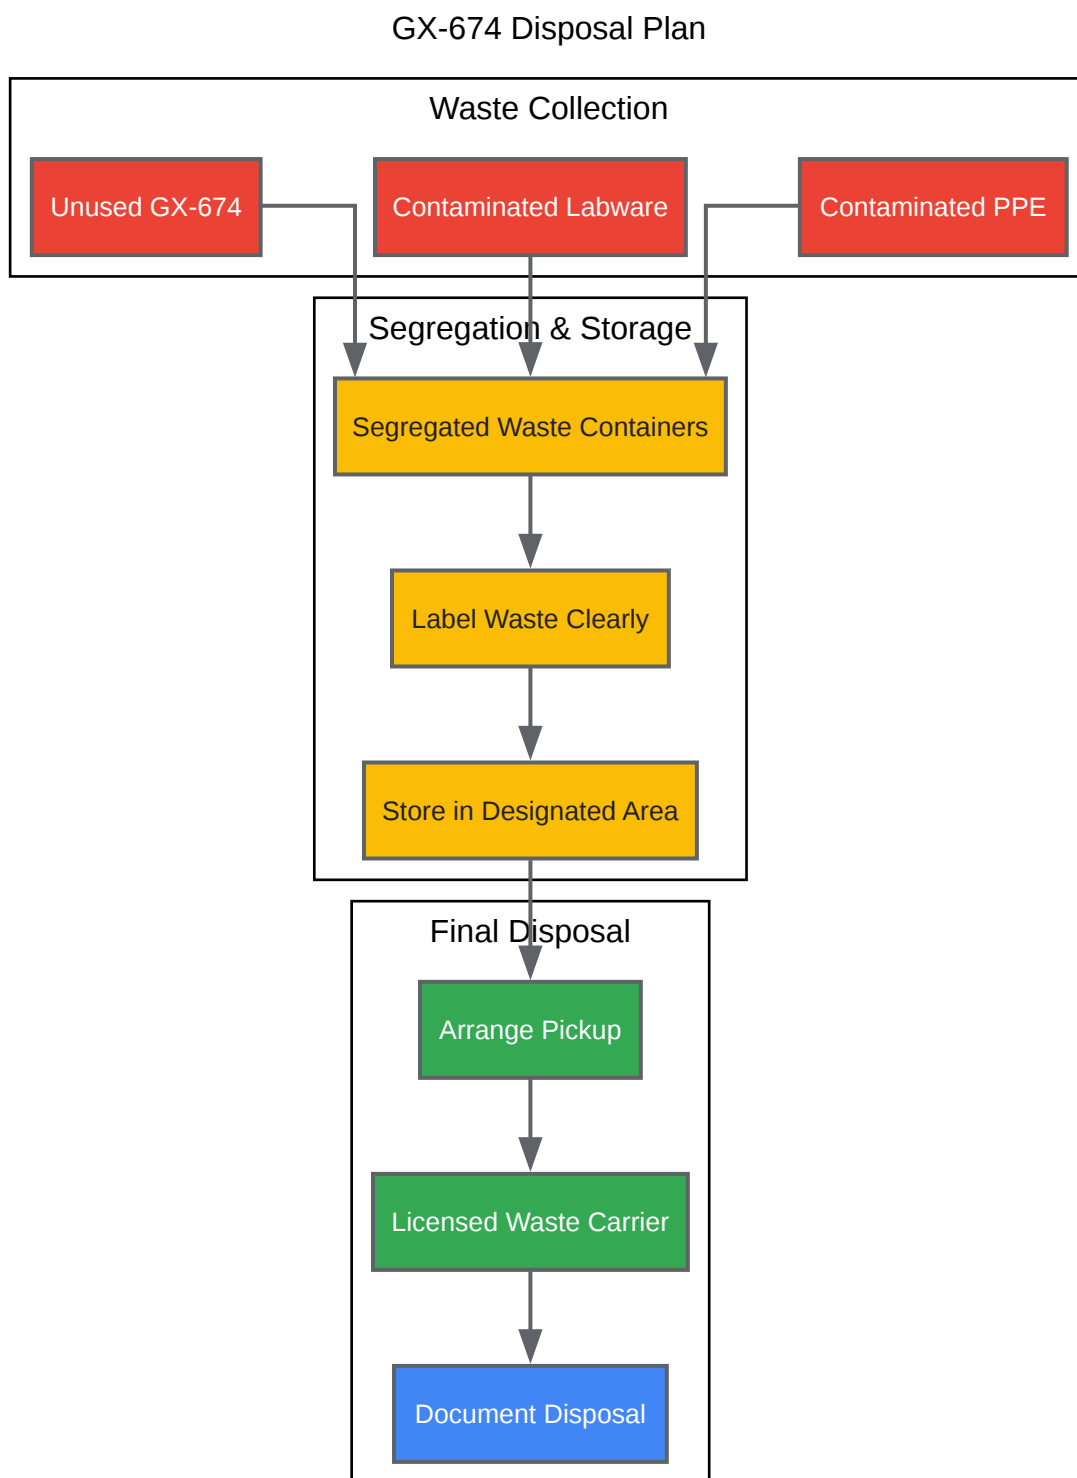 GX-674 Disposal Plan
Waste Collection
Unused GX-674
Contaminated Labware
Contaminated PPE
Segregation & Storage
Segregated Waste Containers
Label Waste Clearly
Store in Designated Area
Final Disposal
Arrange Pickup
Licensed Waste Carrier
Document Disposal